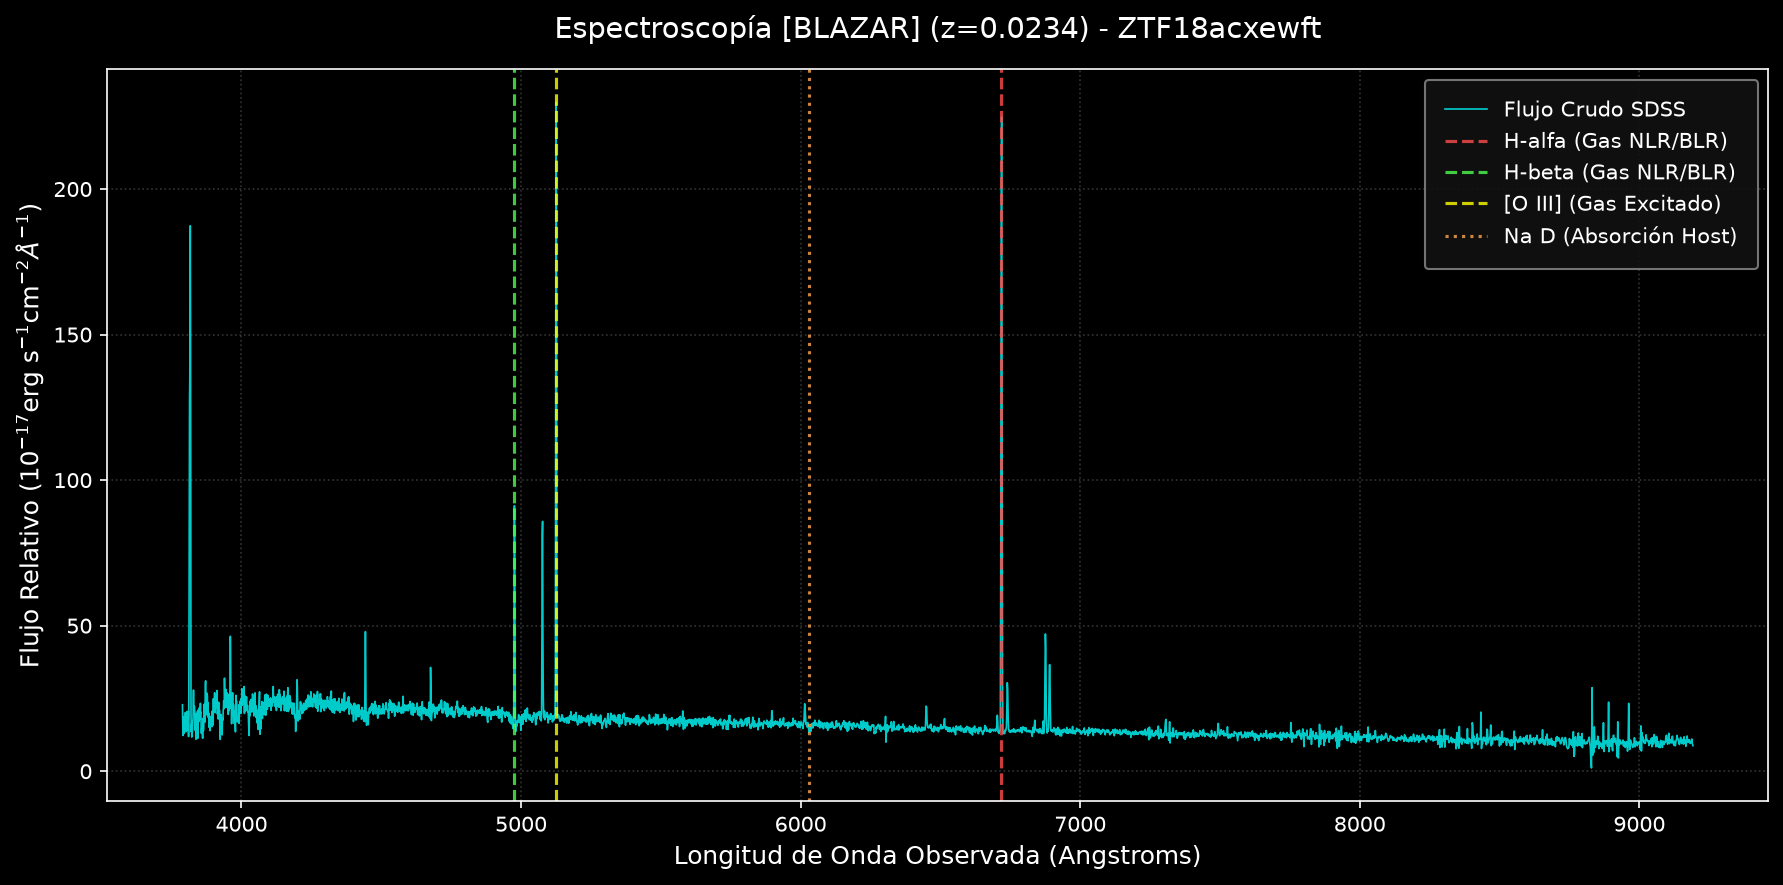 Espectroscopía [BLAZAR] (z=0.0234) - ZTF18acxewft
Flujo Crudo SDSS
H-alfa (Gas NLR/BLR)
H-beta (Gas NLR/BLR)
[O III] (Gas Excitado)
Na D (Absorción Host)
Flujo Relativo (10⁻¹⁷erg s⁻¹cm⁻²Å⁻¹)
200
150
100
50
0
4000 5000 6000 7000 8000 9000
Longitud de Onda Observada (Angstroms)